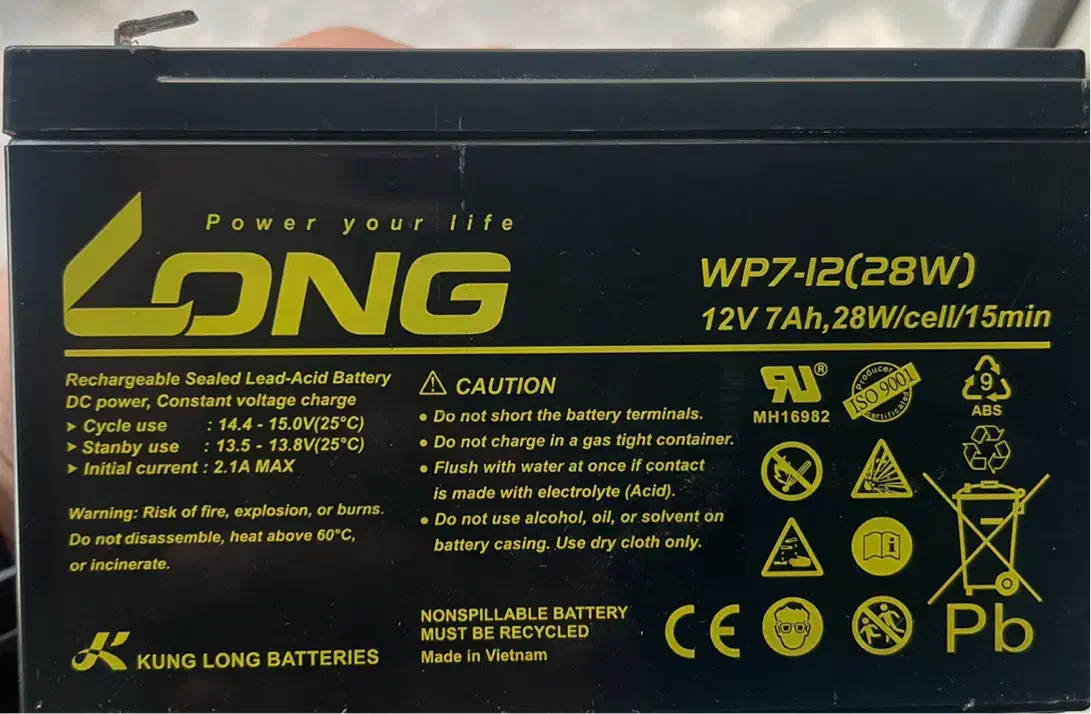 Power your life
LONG
WP7-12(28W)
12V 7Ah,28W/cell/15min
Rechargeable Sealed Lead-Acid Battery
DC power, Constant voltage charge
➤ Cycle use : 14.4 - 15.0V(25°C)
➤ Stanby use : 13.5 - 13.8V(25°C)
➤ Initial current : 2.1A MAX
Warning: Risk of fire, explosion, or burns.
Do not disassemble, heat above 60°C,
or incinerate.
KUNG LONG BATTERIES
⚠ CAUTION
• Do not short the battery terminals.
• Do not charge in a gas tight container.
• Flush with water at once if contact
is made with electrolyte (Acid).
• Do not use alcohol, oil, or solvent on
battery casing. Use dry cloth only.
NONSPILLABLE BATTERY
MUST BE RECYCLED
Made in Vietnam
CE
RU®
MH16982
Producer
ISO 9001
Certificated
9
ABS
i
Pb